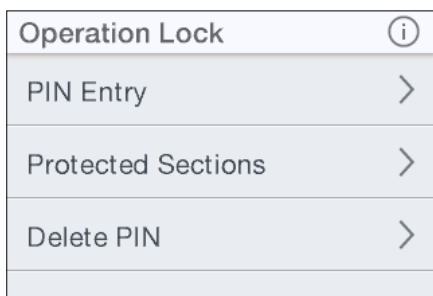 Operation Lock
PIN Entry
Protected Sections
Delete PIN